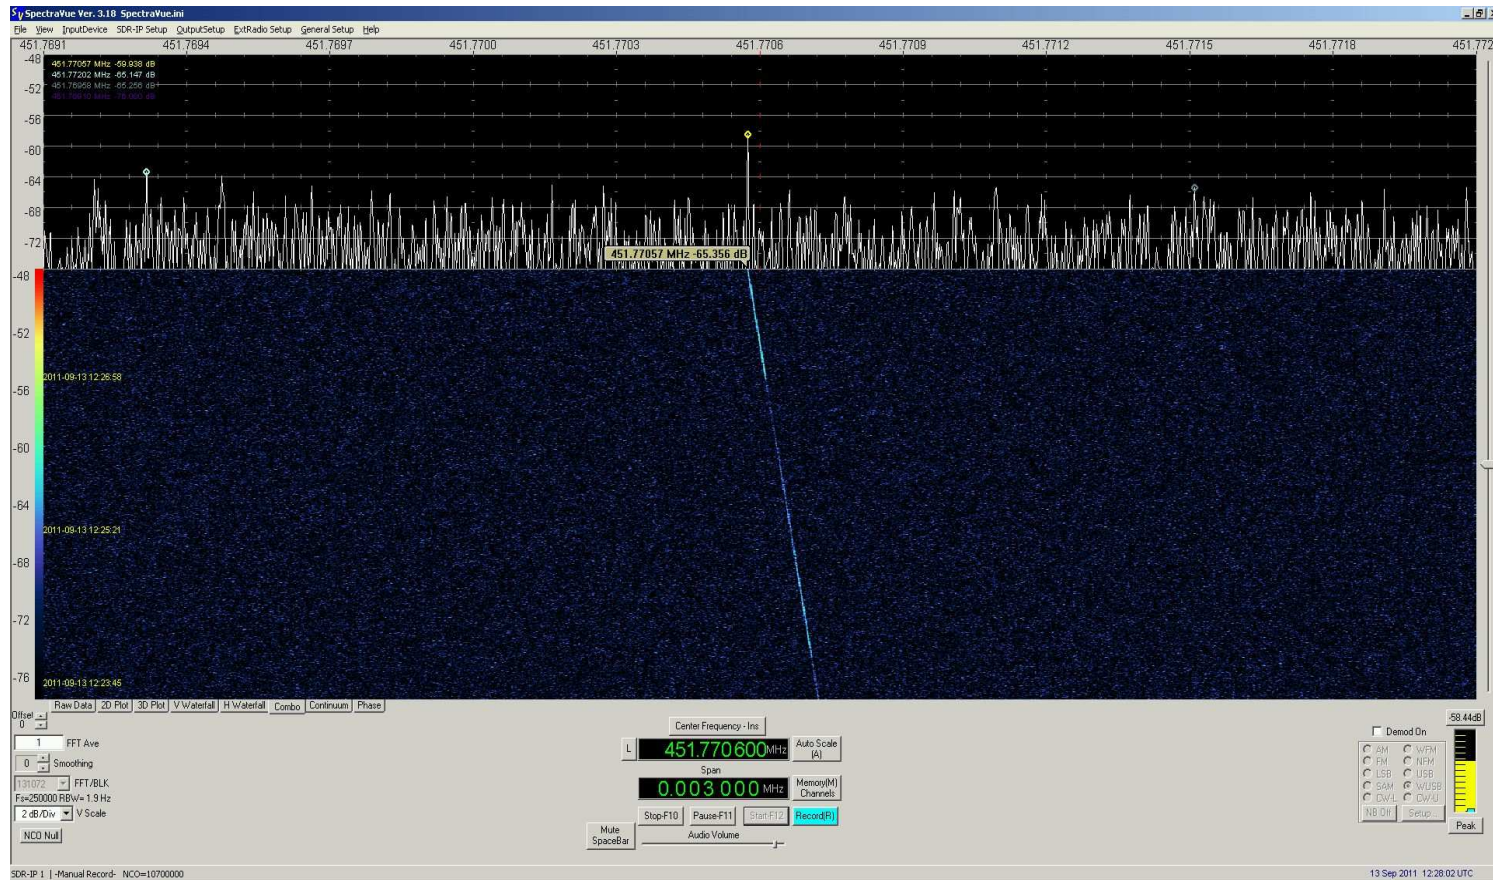 SpectraVue Ver. 3.18 SpectraVue.ini
File View InputDevice SDR-IP Setup OutputSetup ExtRadio Setup General Setup Help
451.7691 451.7694 451.7697 451.7700 451.7703 451.7706 451.7709 451.7712 451.7715 451.7718 451.772
-48
451.77057 MHz -59.938 dB
451.77202 MHz -65.147 dB
451.76958 MHz -65.256 dB
-52
-56
-60
-64
-68
-72
451.77057 MHz -65.356 dB
-48
-52
2011-09-13 12:26:58
-56
-60
-64
2011-09-13 12:25:21
-68
-72
-76
2011-09-13 12:23:45
Raw Data 2D Plot 3D Plot V Waterfall H Waterfall Combo Continuum Phase
Offset
0
1 FFT Ave
0 Smoothing
131072 FFT/BLK
Fs=250000 RBW= 1.9 Hz
2 dB/Div V Scale
NCO Null
Center Frequency - Ins
L 451.770600 MHz Auto Scale (A)
Span
0.003 000 MHz Memory(M) Channels
Stop-F10 Pause-F11 Start-F12 Record(R)
Mute SpaceBar
Audio Volume
-58.44dB
Demod On
AM WFM
FM NFM
LSB USB
SAM WUSB
CW-L CW-U
NB Off Setup...
Peak
SDR-IP 1 -Manual Record- NCO=10700000
13 Sep 2011 12:28:02 UTC